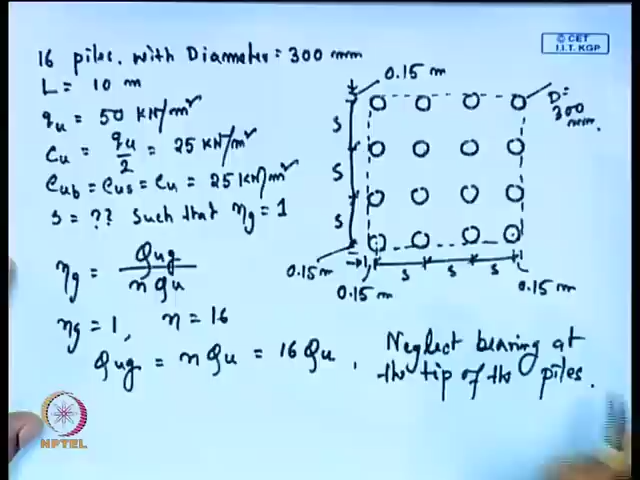 © CET
I.I.T. KGP
16 piles. with Diameter = 300 mm
L = 10 m
qu = 50 KN/m²
Cu = qu/2 = 25 KN/m²
Cub = Cus = Cu = 25 KN/m²
S = ?? Such that ηg = 1
ηg = Qug / n Qu
ηg = 1, n = 16
Qug = n Qu = 16 Qu .
0.15 m
D = 300 mm.
S
S
S
0.15 m
S S S
0.15 m
0.15 m
Neglect bearing at
the tip of the piles.
NPTEL